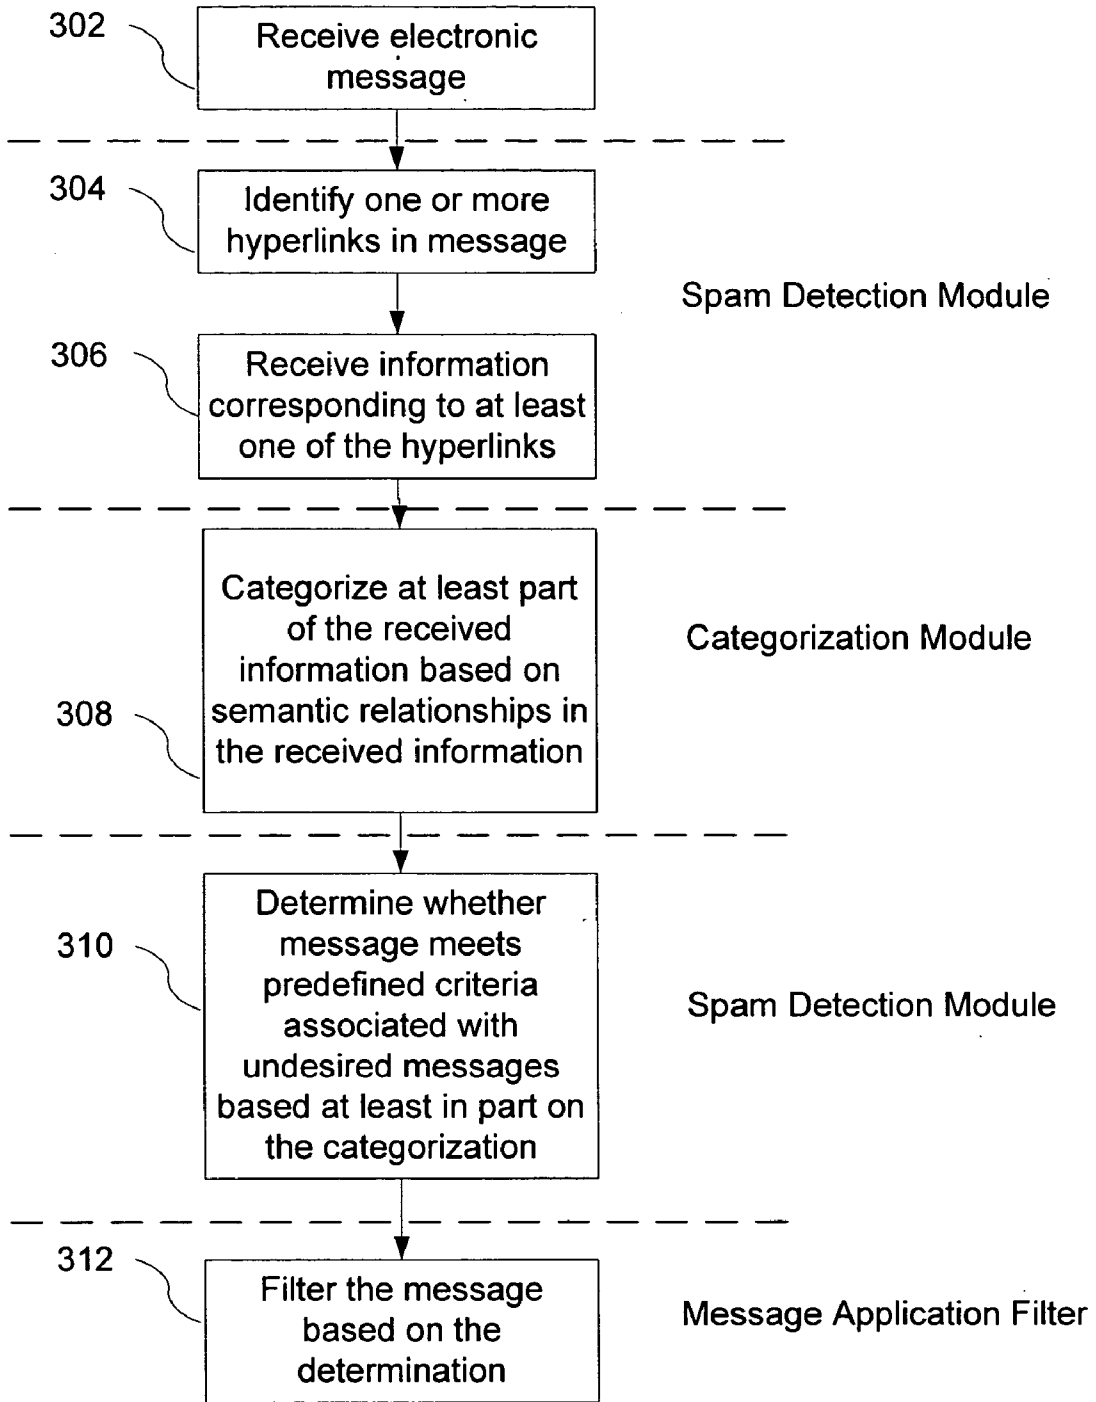 302
Receive electronic
message
304
Identify one or more
hyperlinks in message
Spam Detection Module
306
Receive information
corresponding to at least
one of the hyperlinks
Categorize at least part
of the received
information based on
semantic relationships in
the received information
Categorization Module
308
Determine whether
message meets
predefined criteria
associated with
undesired messages
based at least in part on
the categorization
310
Spam Detection Module
312
Filter the message
based on the
determination
Message Application Filter